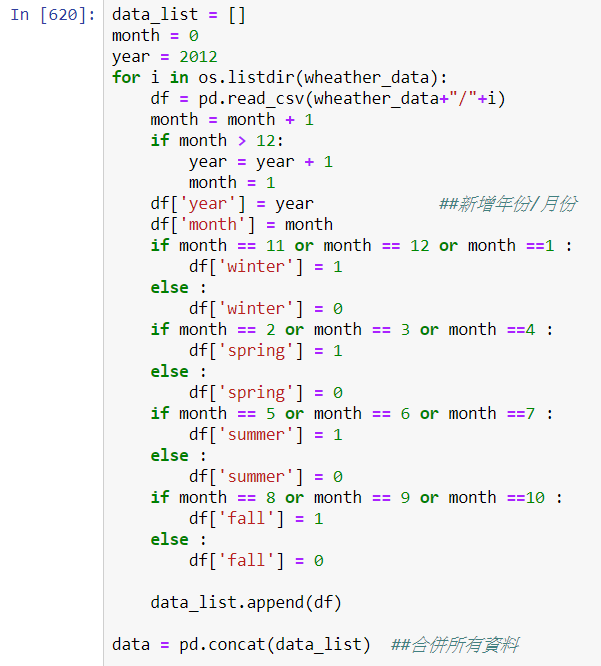 In [620]: data_list = []
month = 0
year = 2012
for i in os.listdir(wheather_data):
    df = pd.read_csv(wheather_data+"/"+i)
    month = month + 1
    if month > 12:
        year = year + 1
        month = 1
    df['year'] = year             ##新增年份/月份
    df['month'] = month
    if month == 11 or month == 12 or month ==1 :
        df['winter'] = 1
    else :
        df['winter'] = 0
    if month == 2 or month == 3 or month ==4 :
        df['spring'] = 1
    else :
        df['spring'] = 0
    if month == 5 or month == 6 or month ==7 :
        df['summer'] = 1
    else :
        df['summer'] = 0
    if month == 8 or month == 9 or month ==10 :
        df['fall'] = 1
    else :
        df['fall'] = 0
    data_list.append(df)
data = pd.concat(data_list)  ##合併所有資料